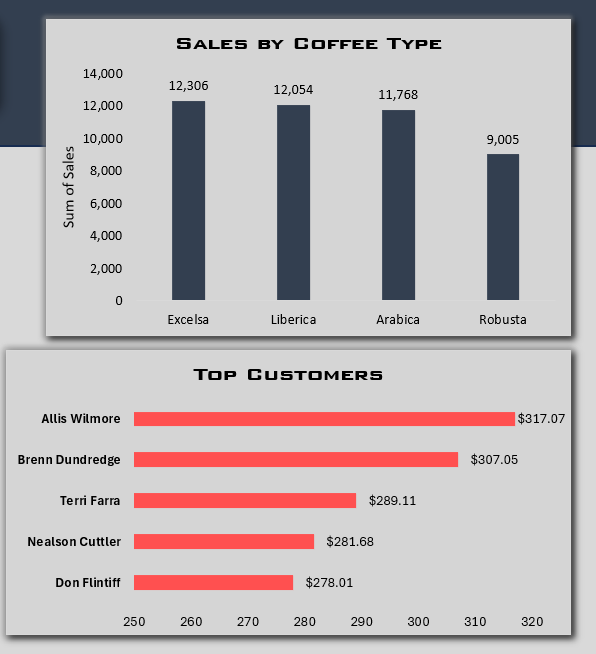 Sales by Coffee Type
14,000
12,000
10,000
8,000
6,000
4,000
2,000
0
Sum of Sales
12,306
12,054
11,768
9,005
Excelsa Liberica Arabica Robusta
Top Customers
Allis Wilmore $317.07
Brenn Dundredge $307.05
Terri Farra $289.11
Nealson Cuttler $281.68
Don Flintiff $278.01
250 260 270 280 290 300 310 320